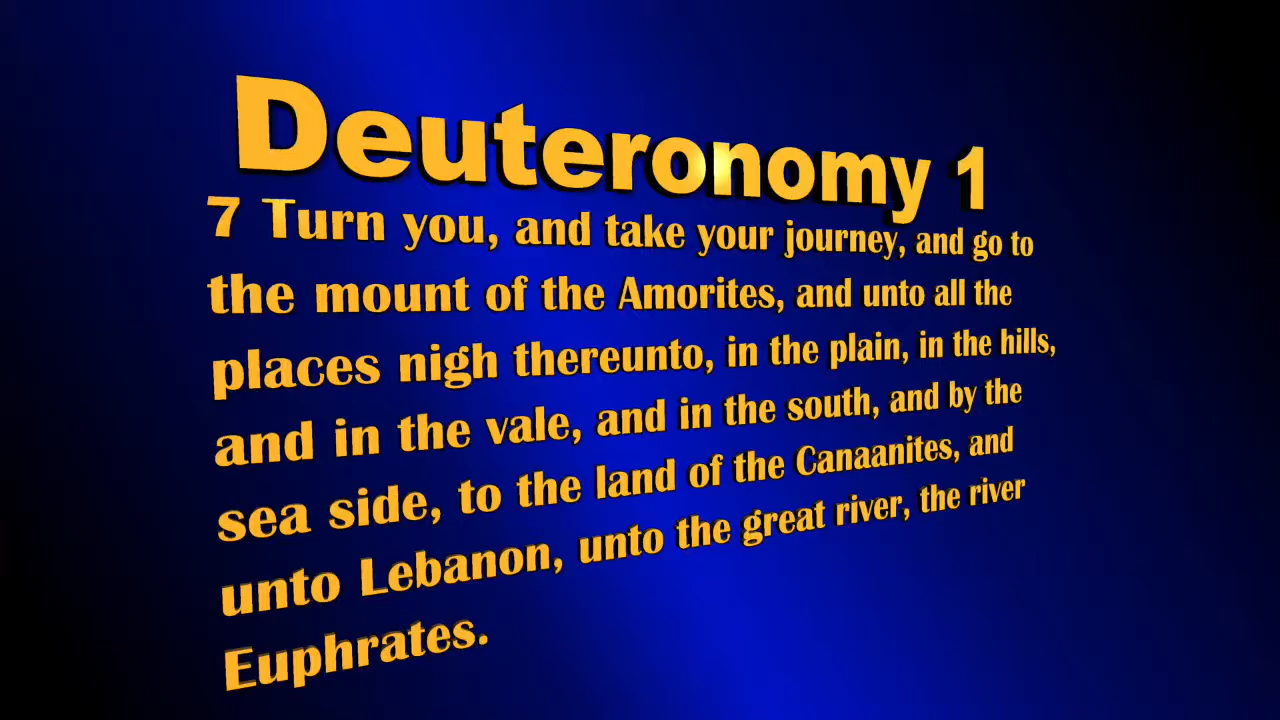 Deuteronomy 1
7 Turn you, and take your journey, and go to
the mount of the Amorites, and unto all the
places nigh thereunto, in the plain, in the hills,
and in the vale, and in the south, and by the
sea side, to the land of the Canaanites, and
unto Lebanon, unto the great river, the river
Euphrates.